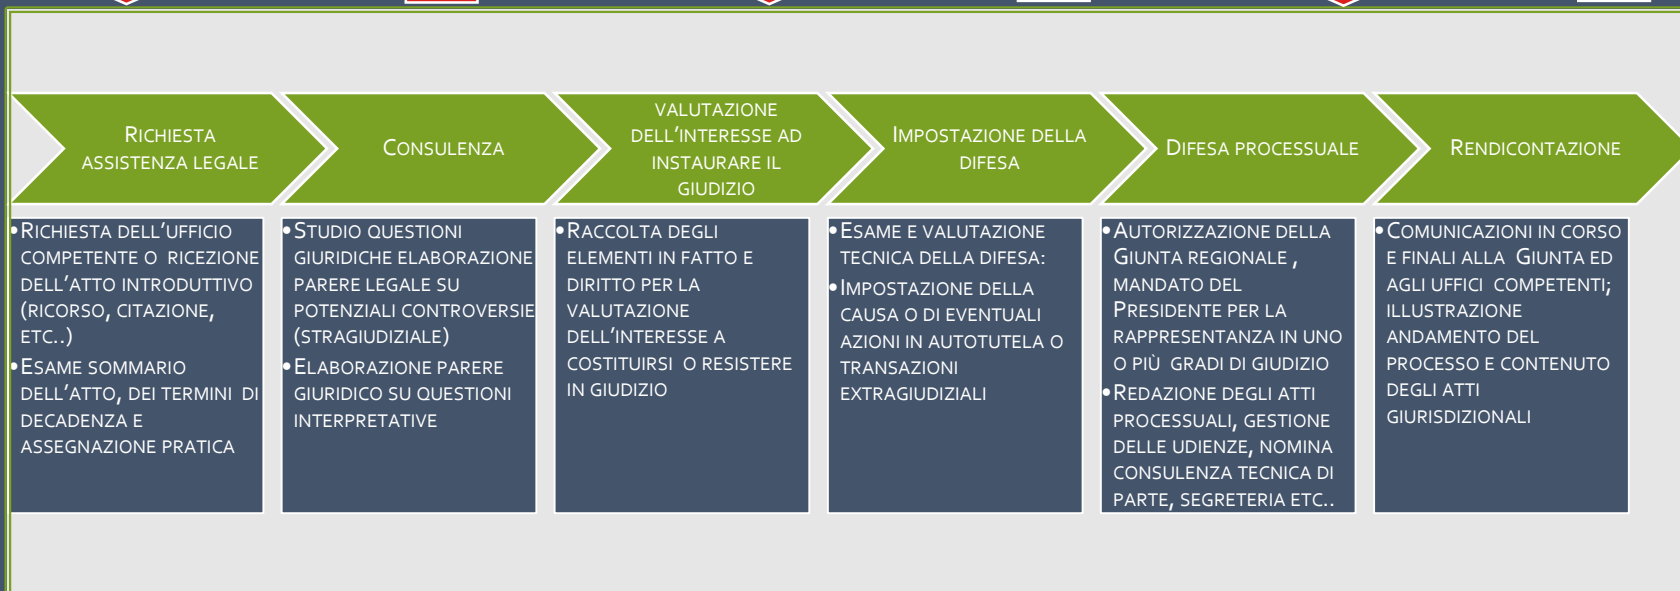 Richiesta
assistenza legale
Consulenza
valutazione
dell'interesse ad
instaurare il
giudizio
Impostazione della
difesa
Difesa processuale
Rendicontazione
•Richiesta dell'ufficio
competente o ricezione
dell'atto introduttivo
(ricorso, citazione,
etc..)
•Esame sommario
dell'atto, dei termini di
decadenza e
assegnazione pratica
•Studio questioni
giuridiche elaborazione
parere legale su
potenziali controversie
(stragiudiziale)
•Elaborazione parere
giuridico su questioni
interpretative
•Raccolta degli
elementi in fatto e
diritto per la
valutazione
dell'interesse a
costituirsi o resistere
in giudizio
•Esame e valutazione
tecnica della difesa:
•Impostazione della
causa o di eventuali
azioni in autotutela o
transazioni
extragiudiziali
•Autorizzazione della
Giunta regionale ,
mandato del
Presidente per la
rappresentanza in uno
o più gradi di giudizio
•Redazione degli atti
processuali, gestione
delle udienze, nomina
consulenza tecnica di
parte, segreteria etc..
•Comunicazioni in corso
e finali alla Giunta ed
agli uffici competenti;
illustrazione
andamento del
processo e contenuto
degli atti
giurisdizionali